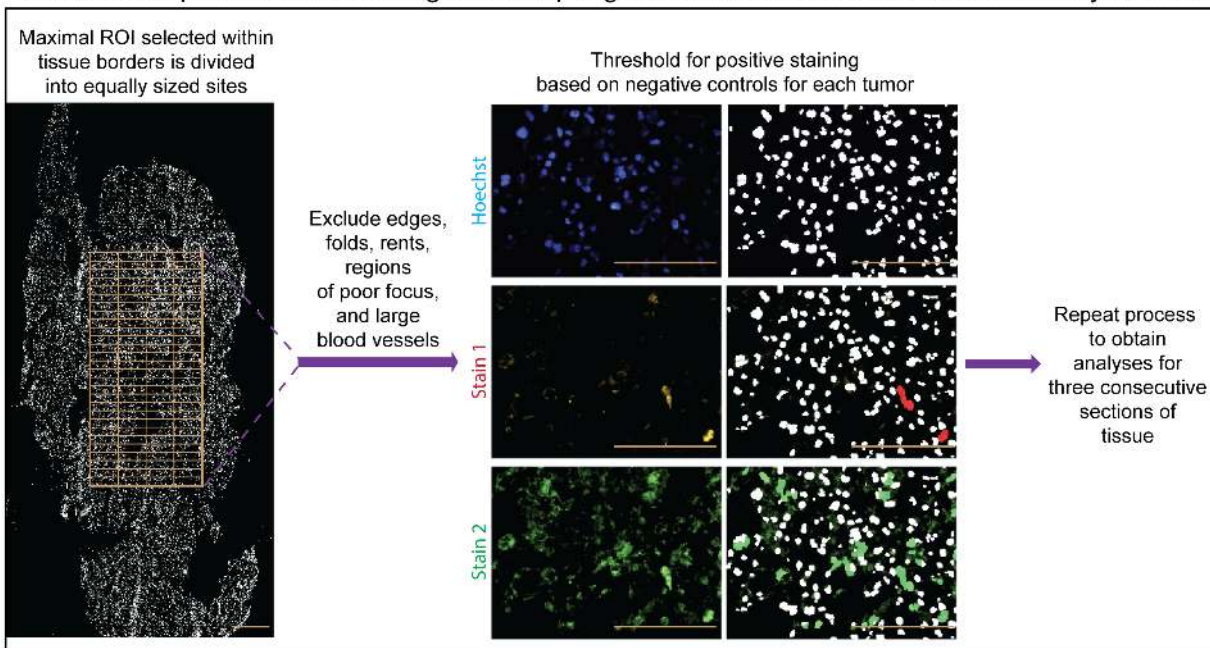 Maximal ROI selected within
tissue borders is divided
into equally sized sites
Exclude edges,
folds, rents,
regions
of poor focus,
and large
blood vessels
Threshold for positive staining
based on negative controls for each tumor
Hoechst
Stain 1
Stain 2
Repeat process
to obtain
analyses for
three consecutive
sections of
tissue